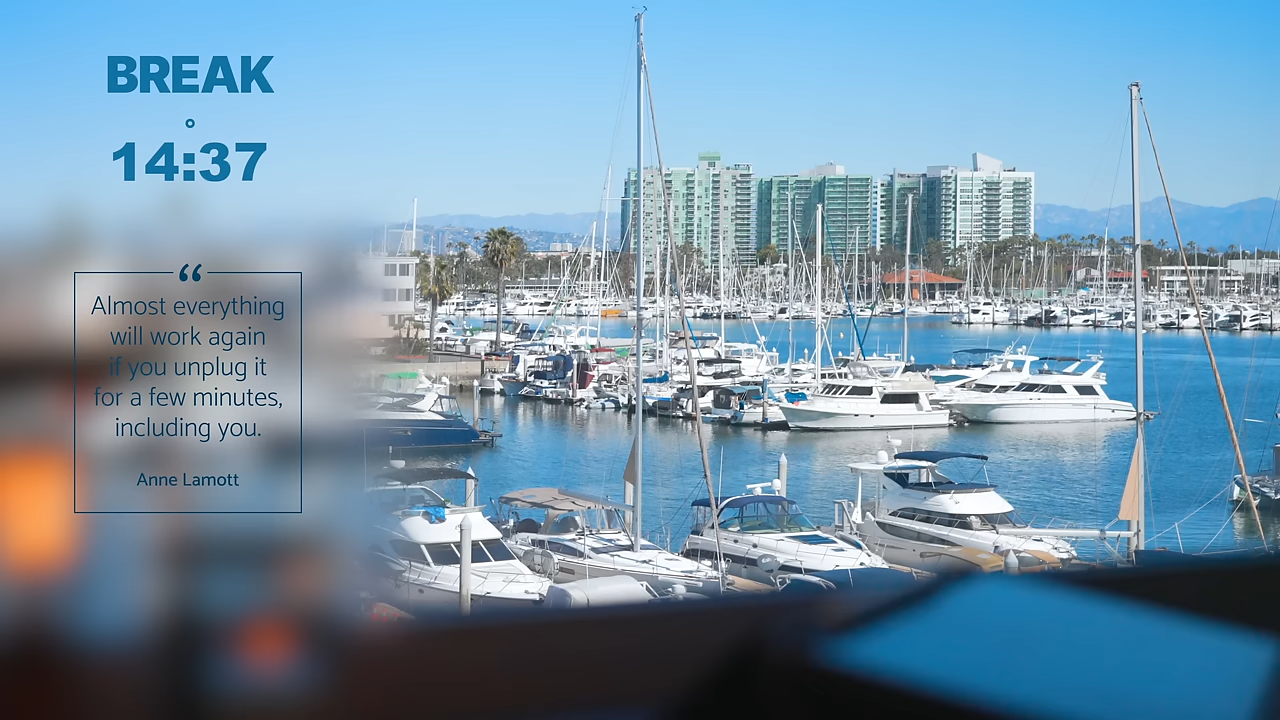 BREAK
14:37
“
Almost everything
will work again
if you unplug it
for a few minutes,
including you.
Anne Lamott